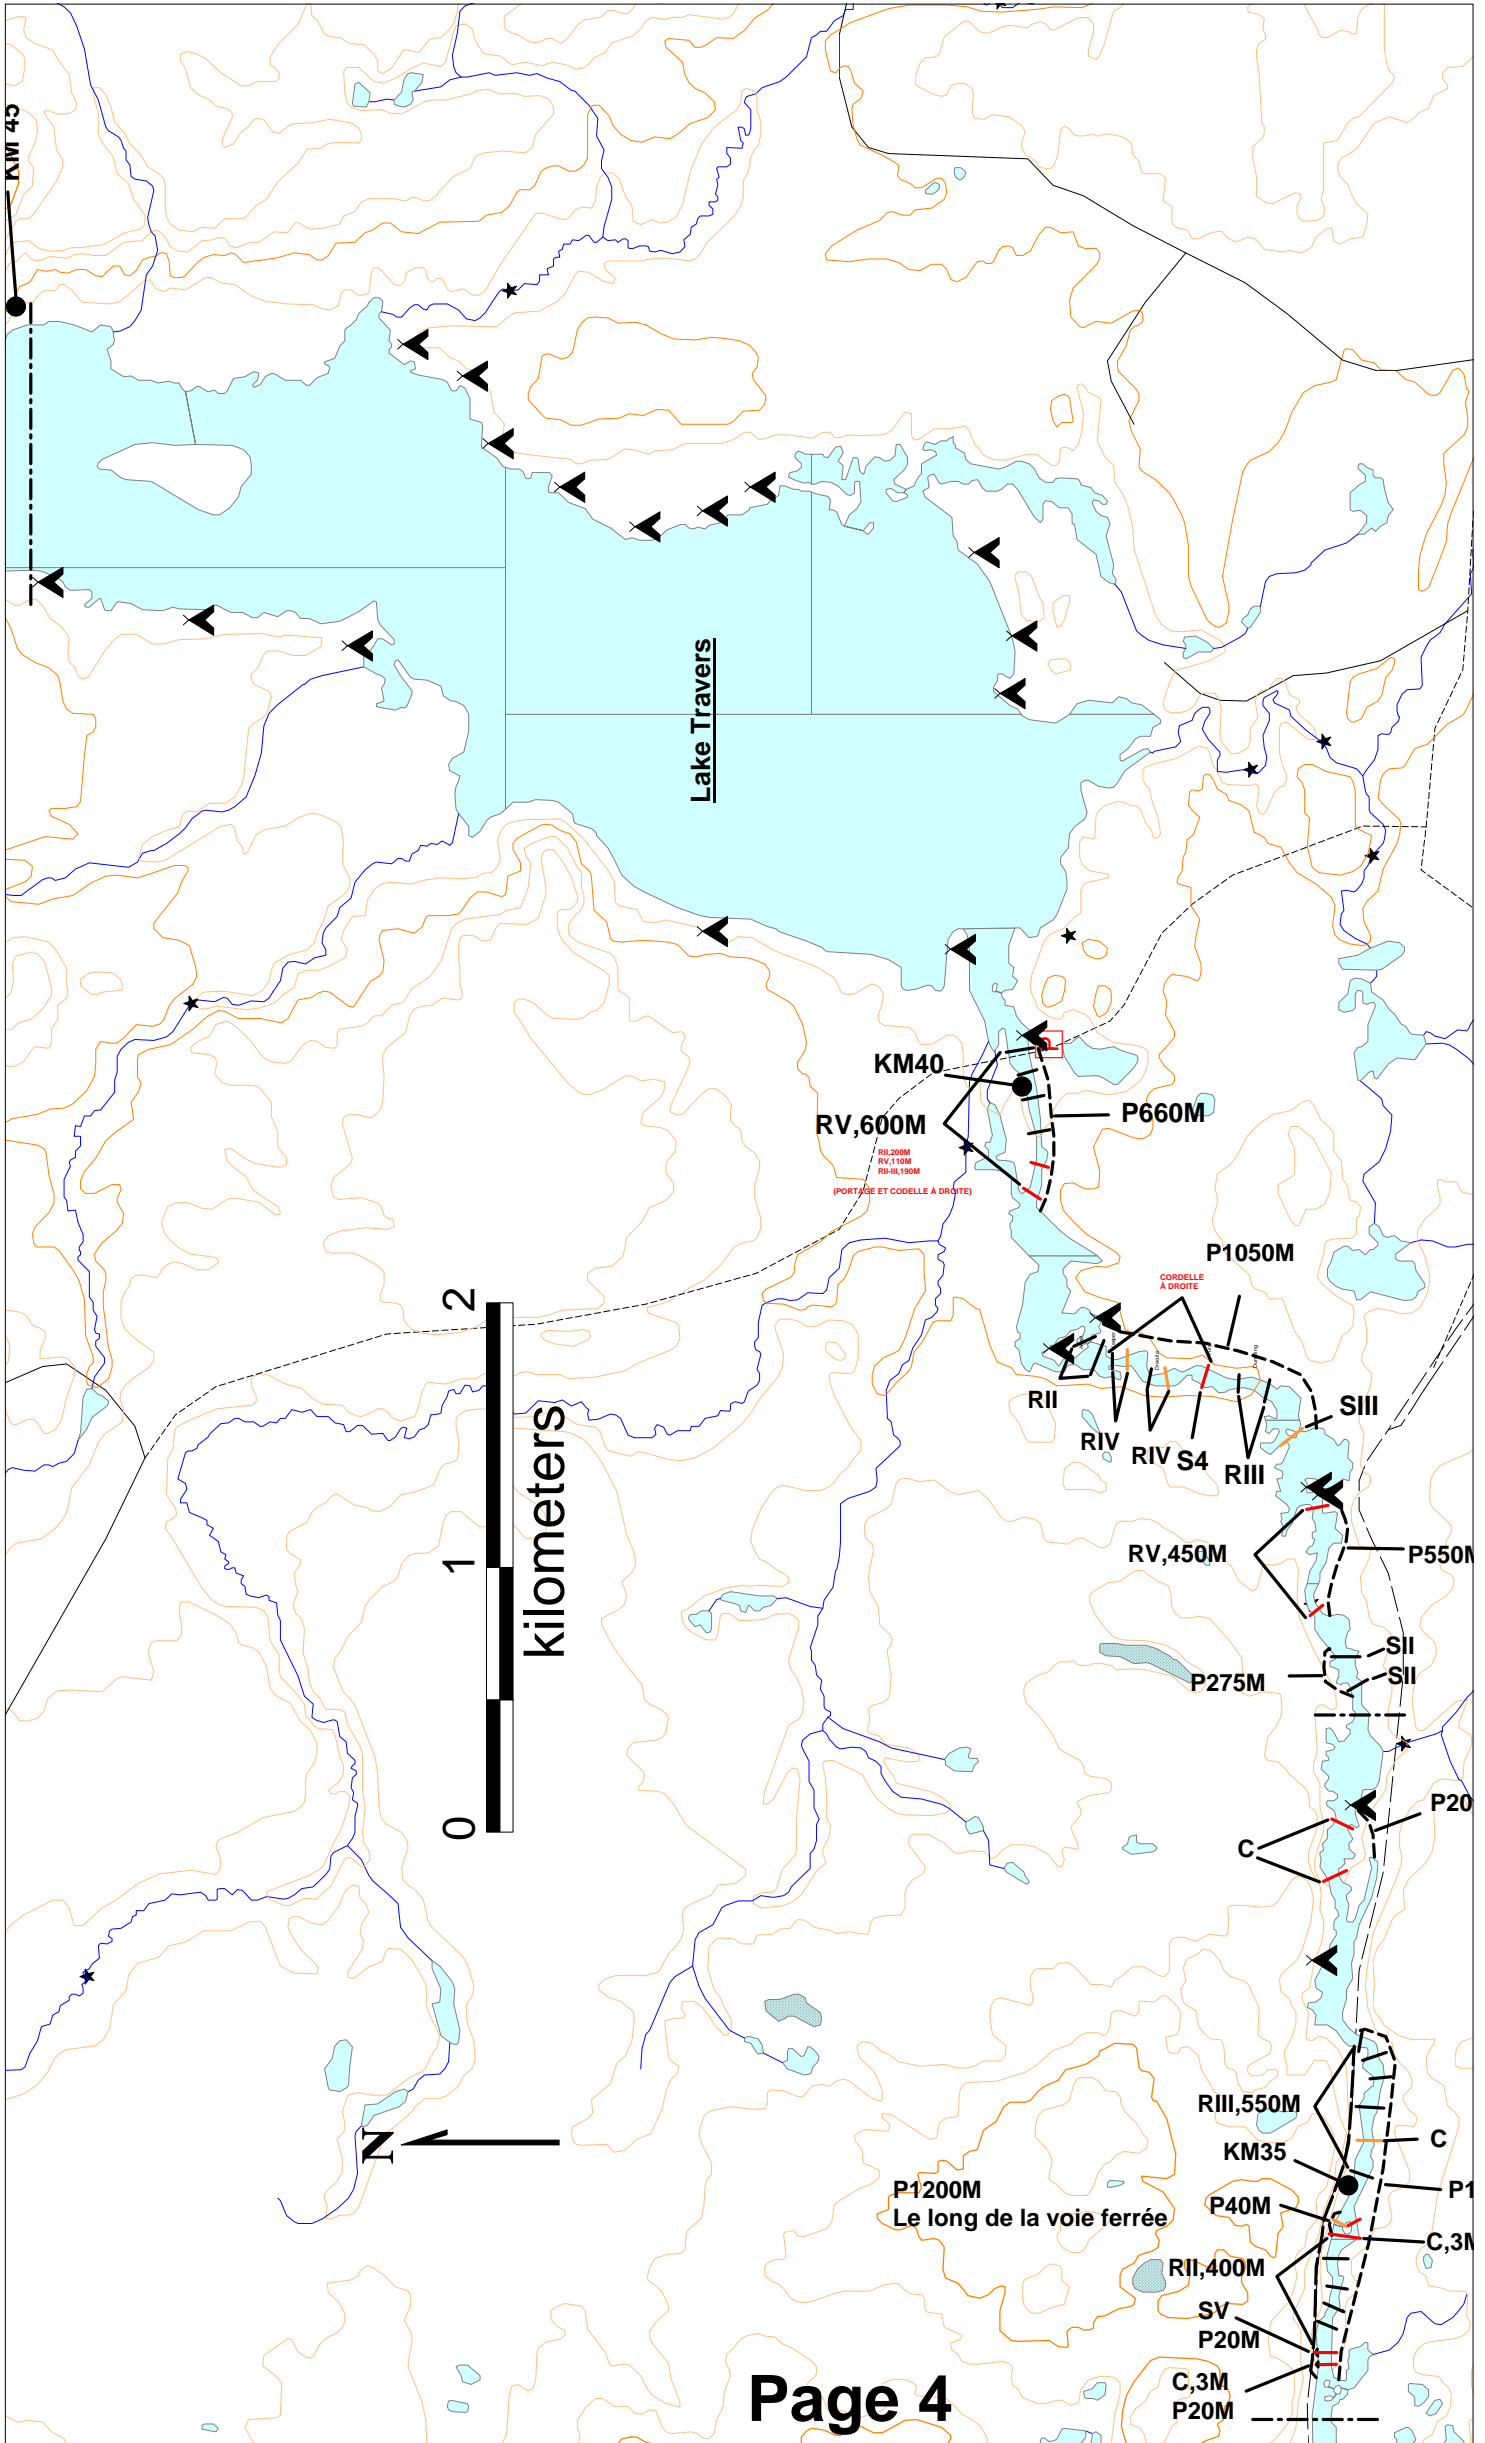 KM 45
Lake Travers
P
KM40
RV,600M
P660M
RII,200M
RV,110M
RII-III,190M
(PORTAGE ET CODELLE À DROITE)
P1050M
CORDELLE
À DROITE
2
1
0
kilometers
RII
RIV
RIV
S4
RIII
SIII
Dracula
RV,450M
P550M
SII
SII
P275M
P20
C
N
RIII,550M
C
KM35
P1200M
Le long de la voie ferrée
P1
P40M
C,3M
RII,400M
SV
P20M
C,3M
P20M
Page 4